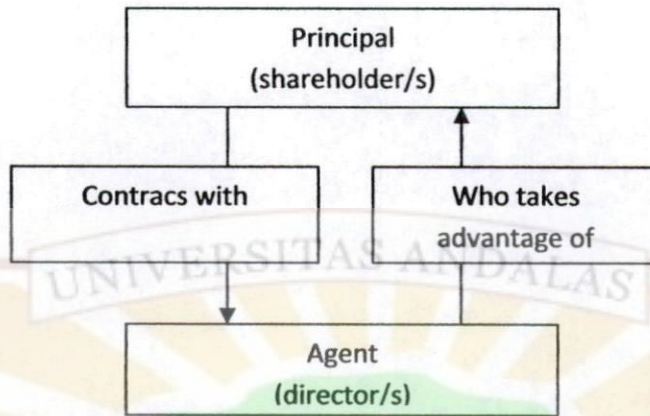 Principal
(shareholder/s)
Contracs with
Who takes
advantage of
UNIVERSITAS ANDALAS
Agent
(director/s)